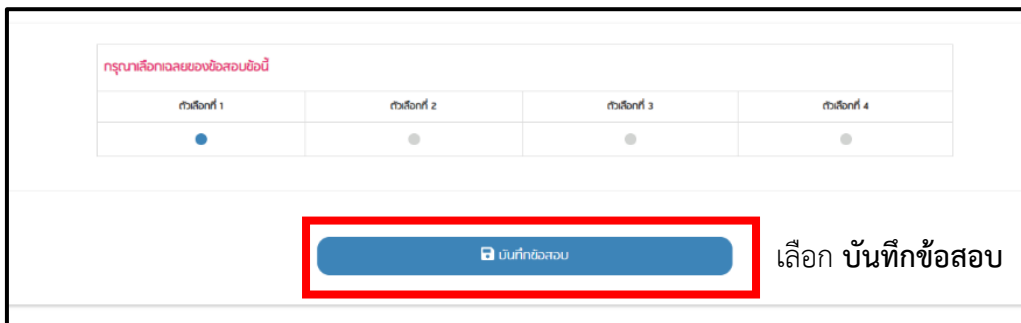 กรุณาเลือกเฉลยของข้อสอบข้อนี้
ตัวเลือกที่ 1 ตัวเลือกที่ 2 ตัวเลือกที่ 3 ตัวเลือกที่ 4
บันทึกข้อสอบ
เลือก บันทึกข้อสอบ